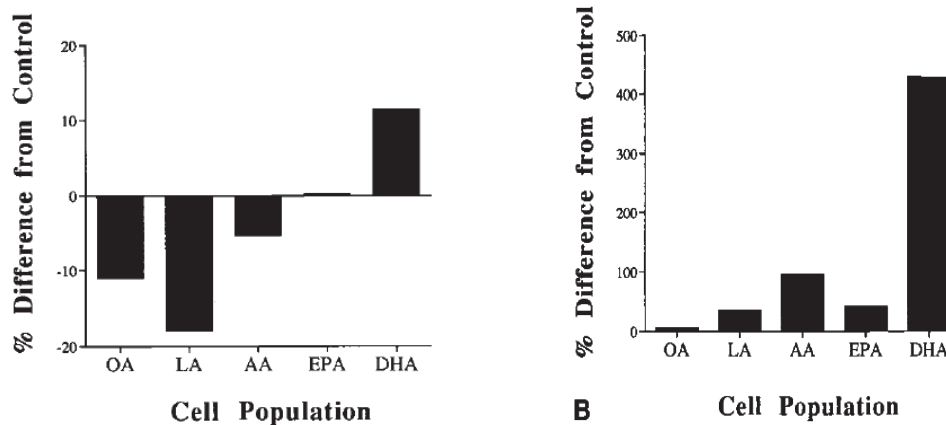 % Difference from Control
20
10
0
-10
-20
OA LA AA EPA DHA
Cell Population
% Difference from Control
500
400
300
200
100
0
OA LA AA EPA DHA
B Cell Population